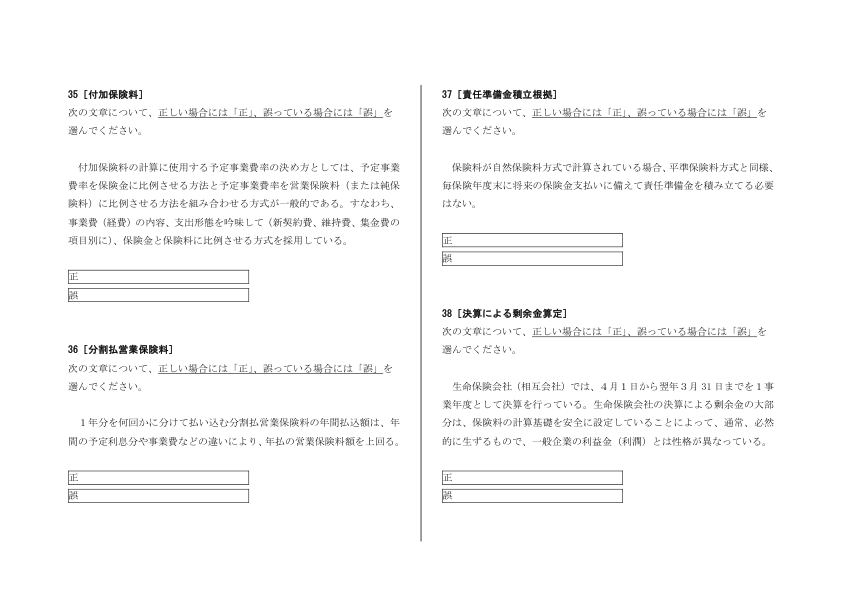 35［付加保険料］
次の文章について、正しい場合には「正」、誤っている場合には「誤」を
選んでください。
付加保険料の計算に使用する予定事業費率の決め方としては、予定事業
費率を保険金に比例させる方法と予定事業費率を営業保険料（または純保
険料）に比例させる方法を組み合わせる方式が一般的である。すなわち、
事業費（経費）の内容、支出形態を吟味して（新契約費、維持費、集金費の
項目別に）、保険金と保険料に比例させる方式を採用している。
正
誤
36［分割払営業保険料］
次の文章について、正しい場合には「正」、誤っている場合には「誤」を
選んでください。
１年分を何回かに分けて払い込む分割払営業保険料の年間払込額は、年
間の予定利息分や事業費などの違いにより、年払の営業保険料額を上回る。
正
誤
37［責任準備金積立根拠］
次の文章について、正しい場合には「正」、誤っている場合には「誤」を
選んでください。
保険料が自然保険料方式で計算されている場合、平準保険料方式と同様、
毎保険年度末に将来の保険金支払いに備えて責任準備金を積み立てる必要
はない。
正
誤
38［決算による剰余金算定］
次の文章について、正しい場合には「正」、誤っている場合には「誤」を
選んでください。
生命保険会社（相互会社）では、４月１日から翌年３月 31 日までを１事
業年度として決算を行っている。生命保険会社の決算による剰余金の大部
分は、保険料の計算基礎を安全に設定していることによって、通常、必然
的に生ずるもので、一般企業の利益金（利潤）とは性格が異なっている。
正
誤